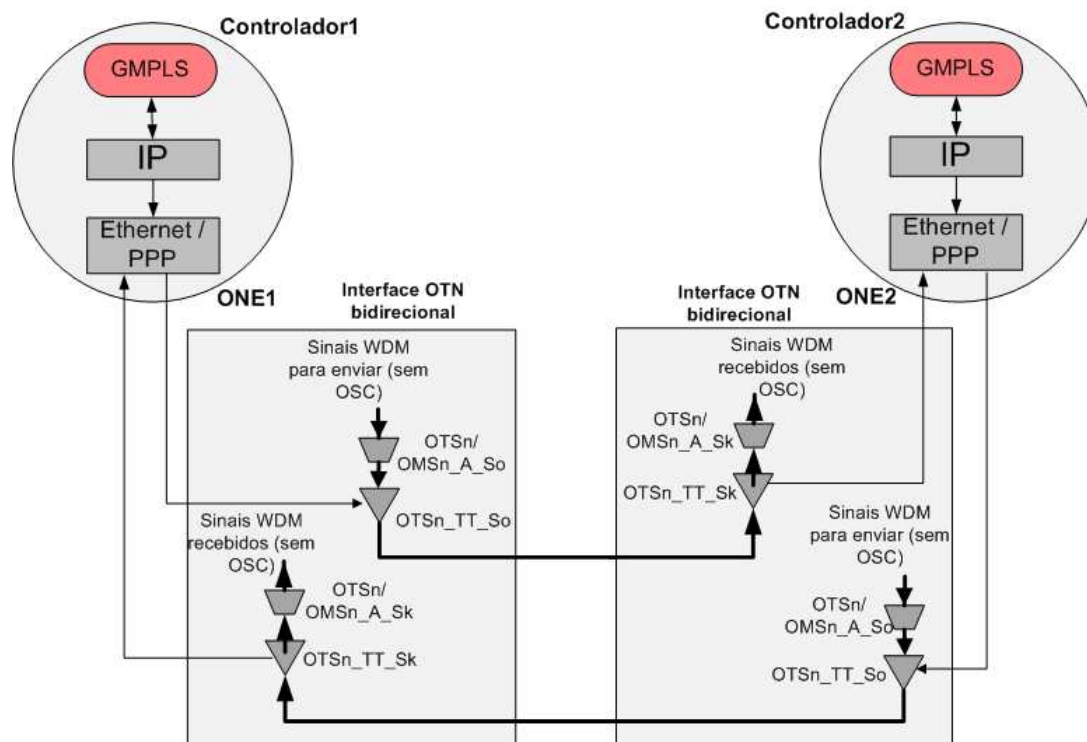 Controlador1
GMPLS
IP
Ethernet /
PPP
ONE1
Controlador2
GMPLS
IP
Ethernet /
PPP
ONE2
Interface OTN
bidirecional
Sinais WDM
para enviar (sem
OSC)
OTSn/
OMSn_A_So
OTSn_TT_So
Sinais WDM
recebidos (sem
OSC)
OTSn/
OMSn_A_Sk
OTSn_TT_Sk
Interface OTN
bidirecional
Sinais WDM
recebidos (sem
OSC)
OTSn/
OMSn_A_Sk
OTSn_TT_Sk
Sinais WDM
para enviar (sem
OSC)
OTSn/
OMSn_A_So
OTSn_TT_So